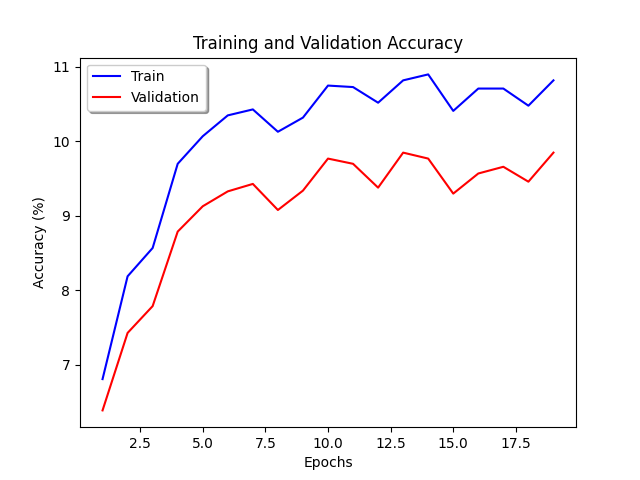 Training and Validation Accuracy
Train
Validation
11
10
9
8
7
Accuracy (%)
2.5 5.0 7.5 10.0 12.5 15.0 17.5
Epochs